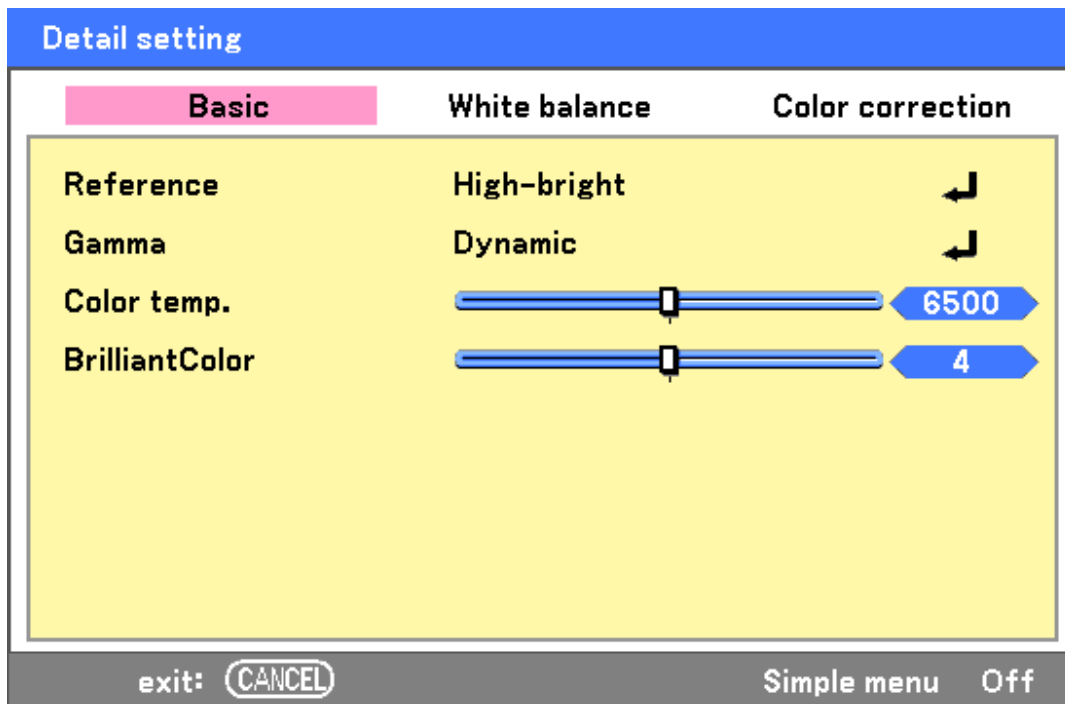 Detail setting
Basic White balance Color correction
Reference High-bright
Gamma Dynamic
Color temp. 6500
BrilliantColor 4
exit: CANCEL Simple menu Off